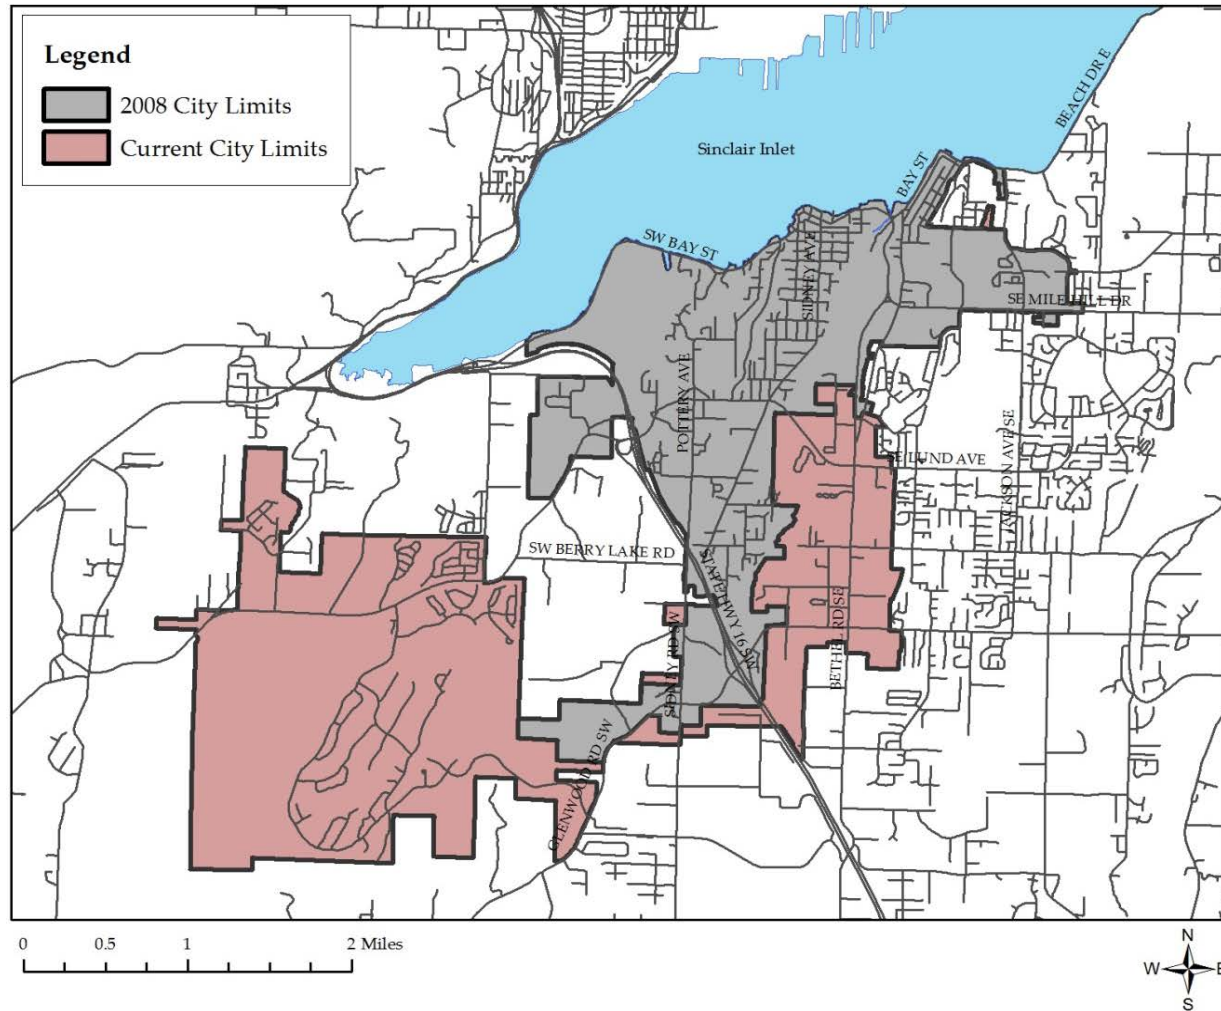 Legend
2008 City Limits
Current City Limits
Sinclair Inlet
BEACH DR E
BAY ST
SW BAY ST
SIDNEY AVE
SE MILE HILL DR
POTTERY AVE
SE LUND AVE
JACKSON AVE SE
SW BERRY LAKE RD
STATE HWY 16 SW
BETHEL RD SE
SIDNEY RD SW
GLENWOOD RD SW
0 0.5 1 2 Miles
N
W E
S